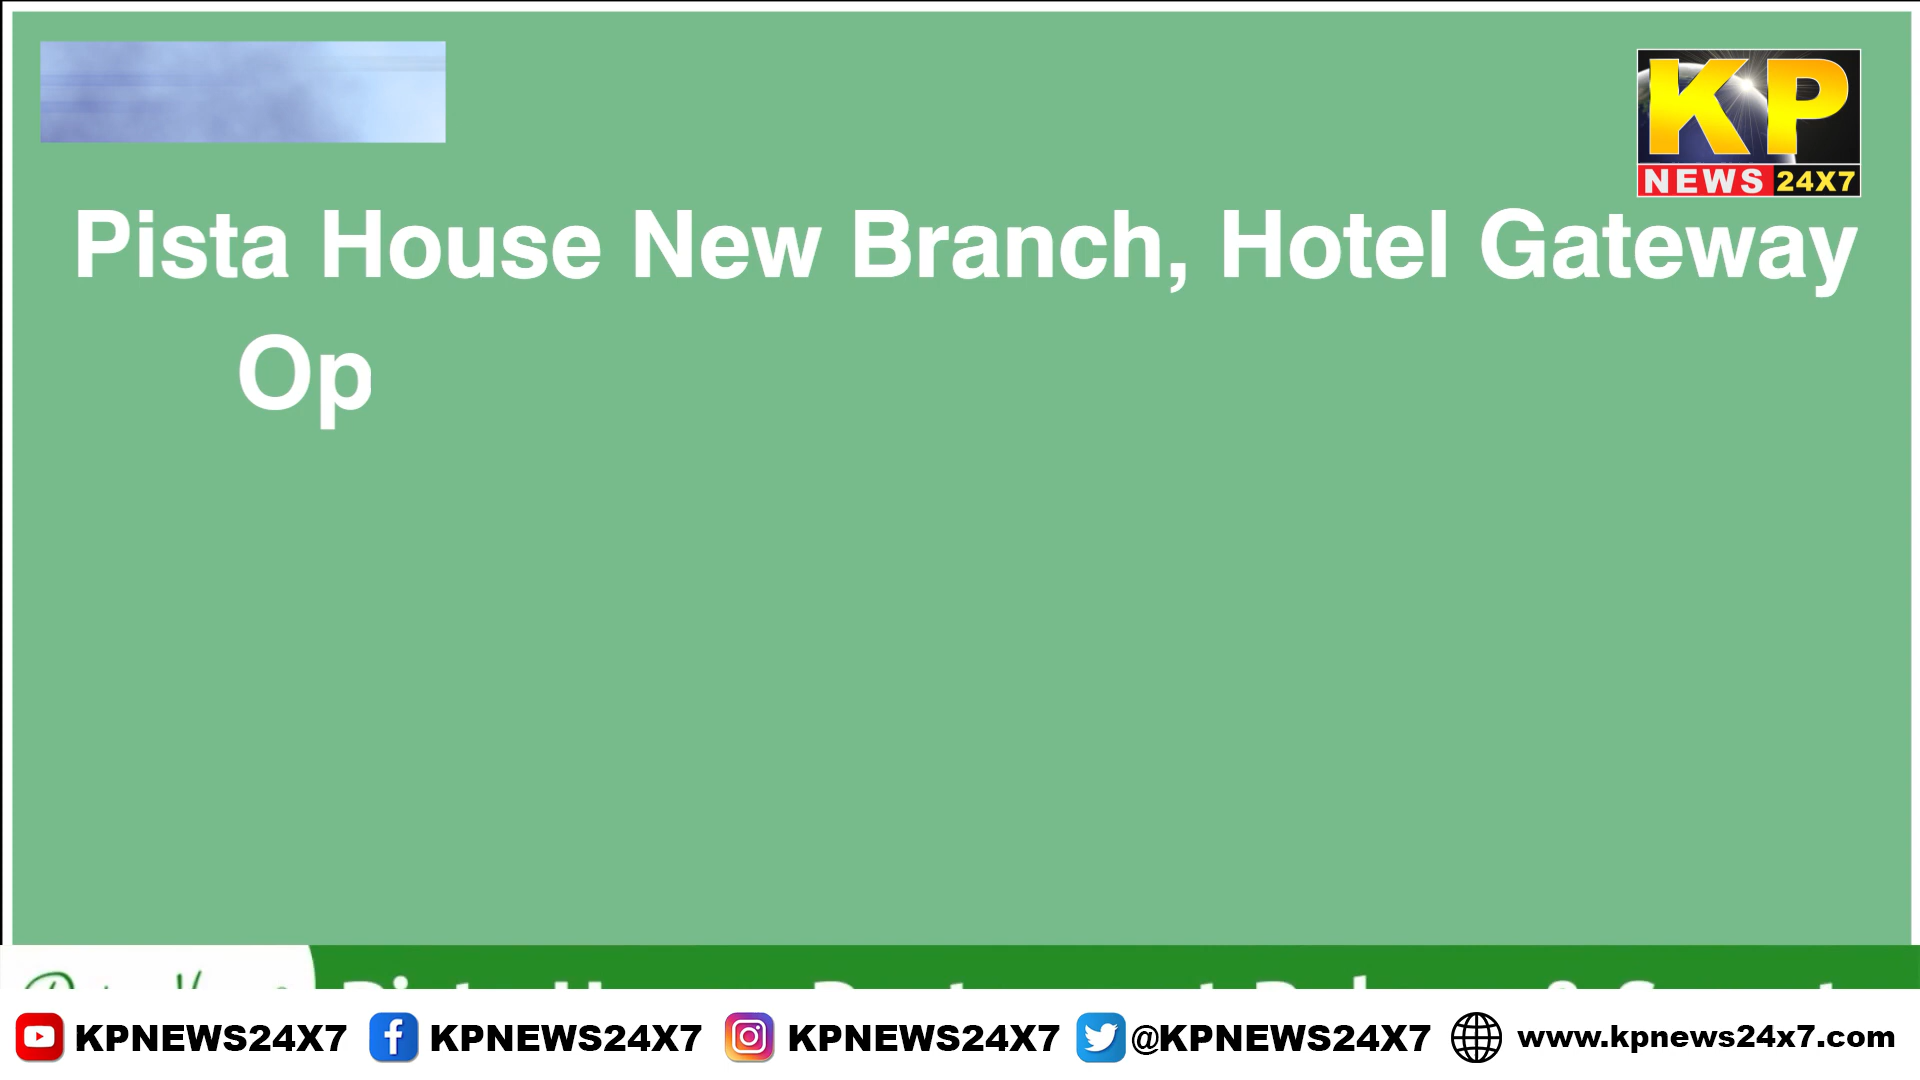 KP
NEWS 24X7
Pista House New Branch, Hotel Gateway
Op
KPNEWS24X7 KPNEWS24X7 KPNEWS24X7 @KPNEWS24X7 www.kpnews24x7.com